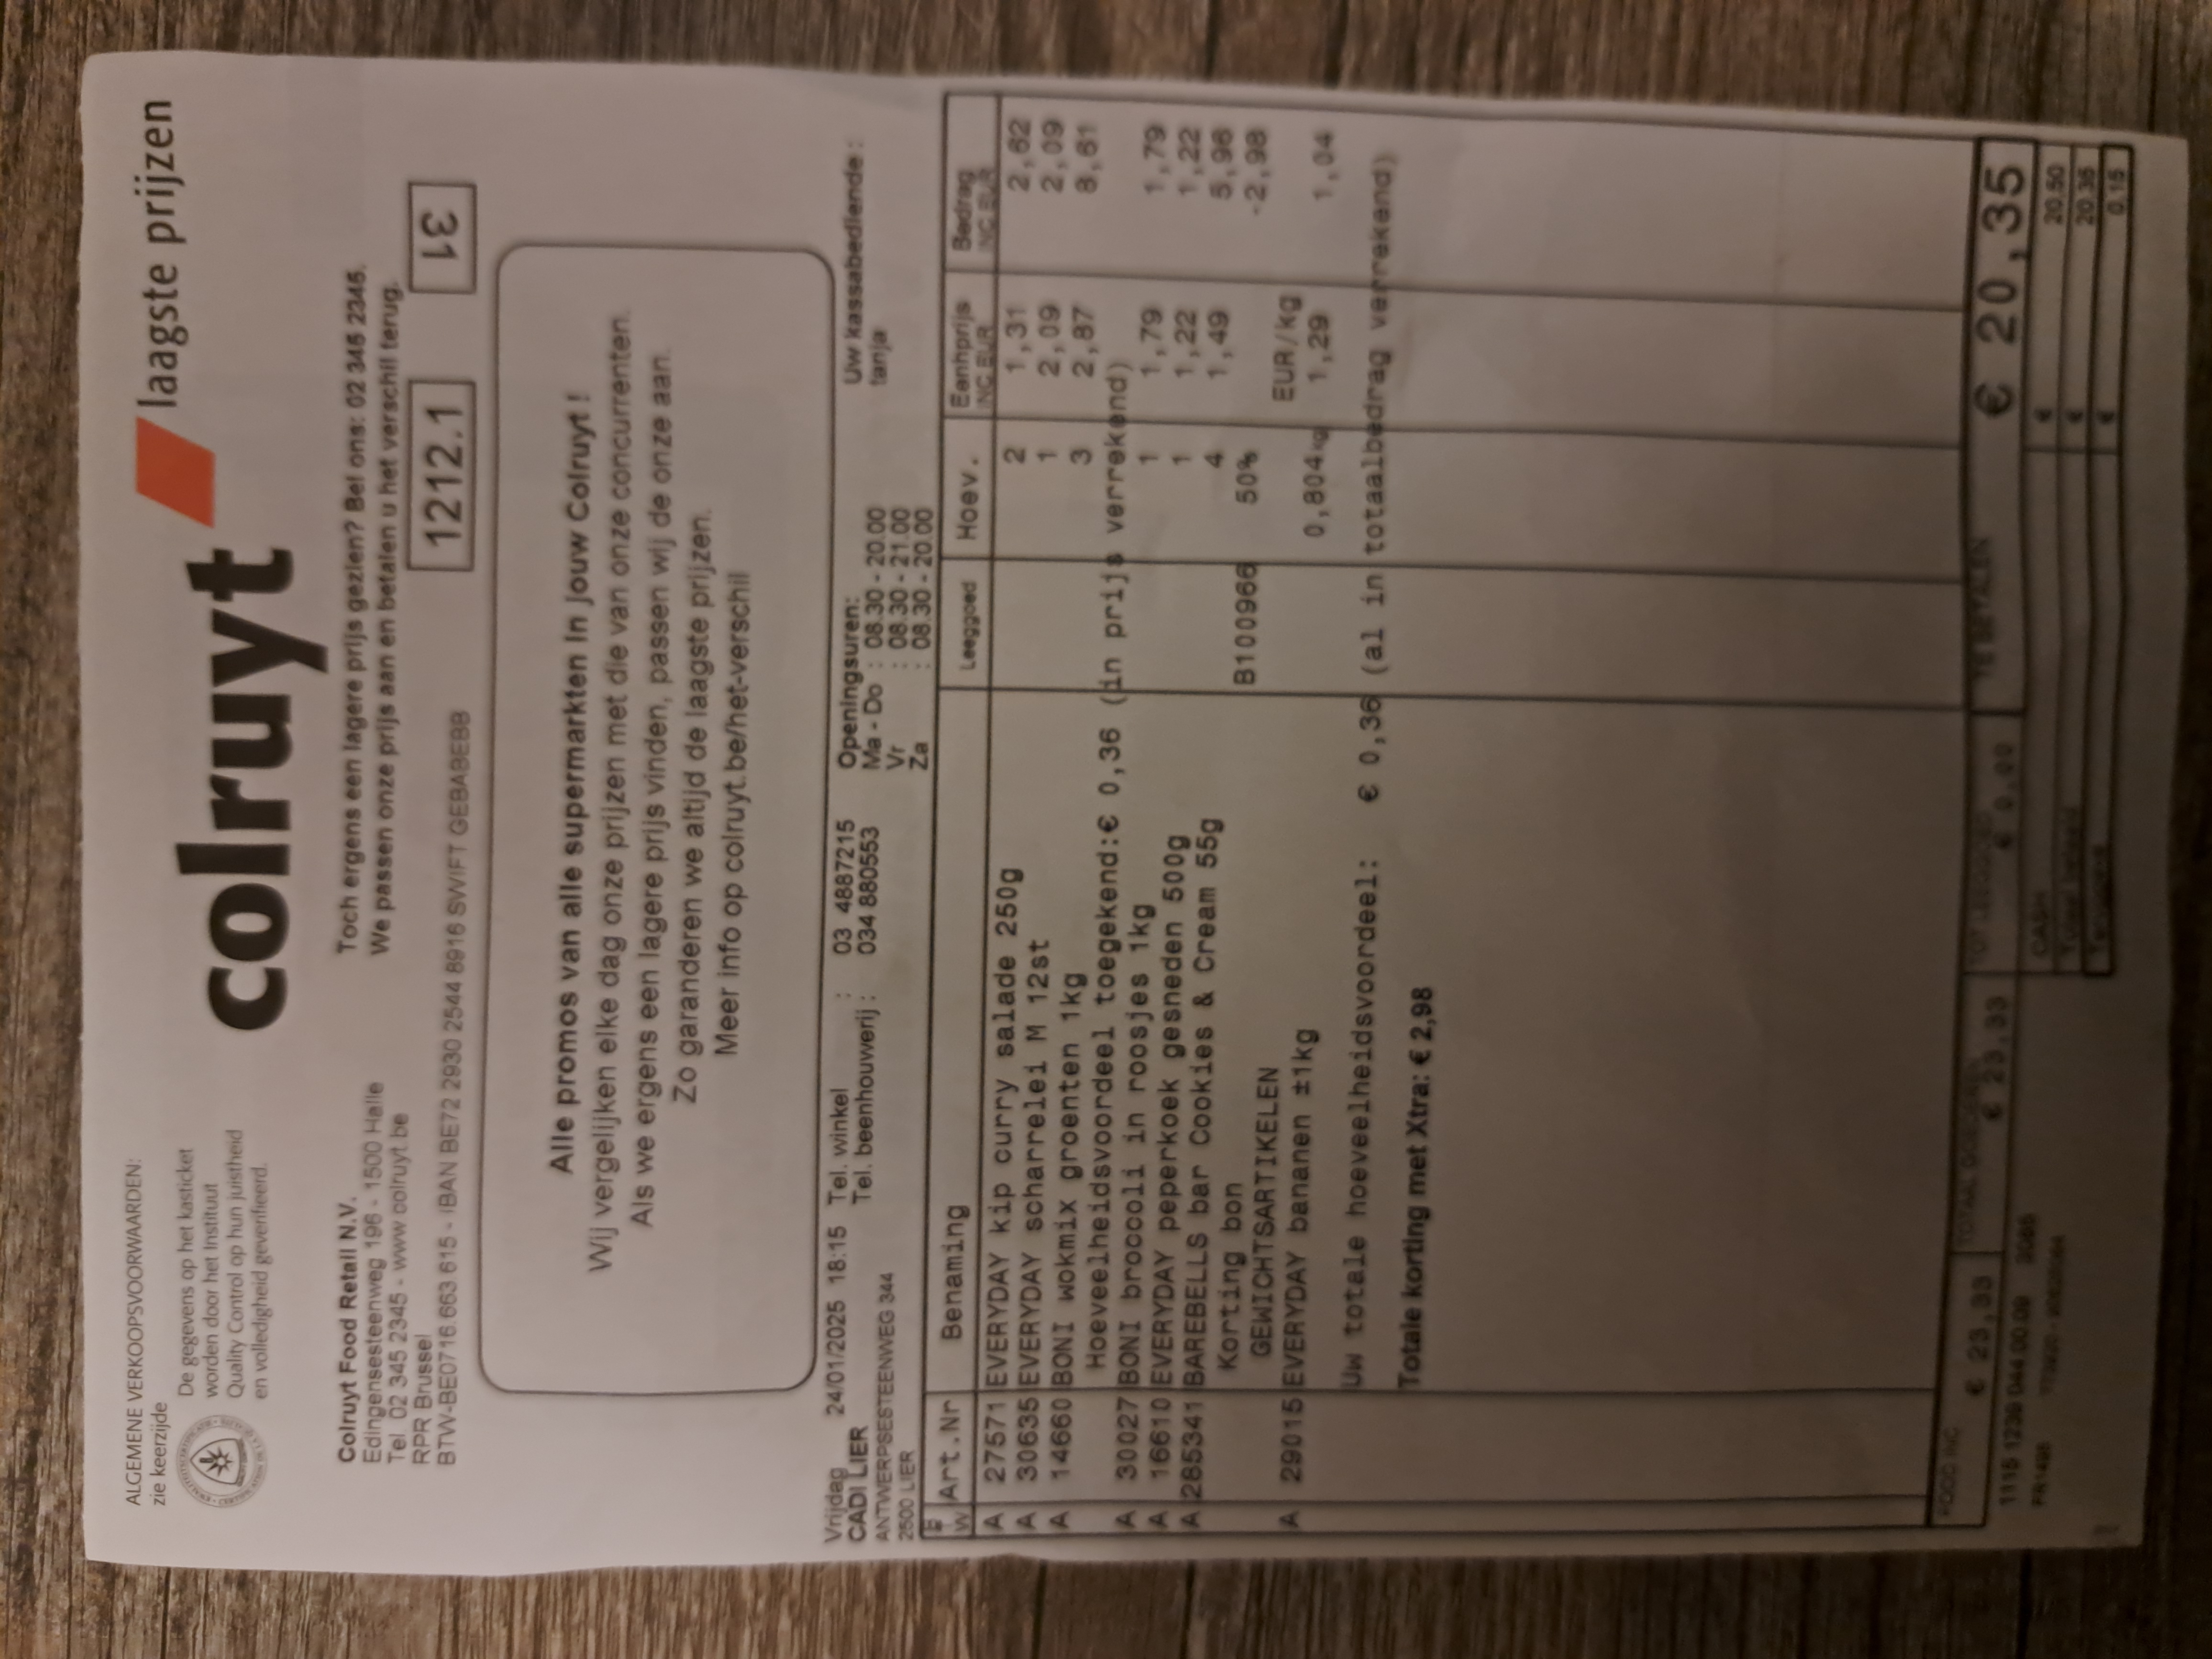 ALGEMENE VERKOOPSVOORWAARDEN:
zie keerzijde
De gegevens op het kasticket
worden door het Instituut
Quality Control op hun juistheid
en volledigheid geverifieerd.
colruyt laagste prijzen
Colruyt Food Retail N.V.
Edingensesteenweg 196 - 1500 Halle
Tel. 02 345 2345 - www.colruyt.be
RPR Brussel
BTW-BE0716.663 615 - IBAN BE72 2930 2544 8916 SWIFT GEBABEBB
Toch ergens een lagere prijs gezien? Bel ons: 02 345 2345.
We passen onze prijs aan en betalen u het verschil terug.
1212.1 31
Alle promos van alle supermarkten in jouw Colruyt !
Wij vergelijken elke dag onze prijzen met die van onze concurrenten.
Als we ergens een lagere prijs vinden, passen wij de onze aan.
Zo garanderen we altijd de laagste prijzen.
Meer info op colruyt.be/het-verschil
Vrijdag 24/01/2025 18:15 Tel. winkel : 03 4887215 Openingsuren: Uw kassabediende :
CADI LIER Tel. beenhouwerij : 034 880553 Ma - Do : 08.30 - 20.00 tanja
ANTWERPSESTEENWEG 344 Vr : 08.30 - 21.00
2500 LIER Za : 08.30 - 20.00
W Art.Nr Benaming Leeggoed Hoev. Eenhprijs INC EUR Bedrag INC EUR
A 27571 EVERYDAY kip curry salade 250g 2 1,31 2,62
A 30635 EVERYDAY scharrelei M 12st 1 2,09 2,09
A 14660 BONI wokmix groenten 1kg 3 2,87 8,61
Hoeveelheidsvoordeel toegekend:€ 0,36 (in prijs verrekend)
A 30027 BONI broccoli in roosjes 1kg 1 1,79 1,79
A 16610 EVERYDAY peperkoek gesneden 500g 1 1,22 1,22
A 285341 BAREBELLS bar Cookies & Cream 55g 4 1,49 5,96
Korting bon B100966 50% -2,98
GEWICHTSARTIKELEN EUR/kg
A 29015 EVERYDAY bananen ±1kg 0,804kg 1,29 1,04
Uw totale hoeveelheidsvoordeel: € 0,36 (al in totaalbedrag verrekend)
Totale korting met Xtra: € 2,98
FOOD INC TOTAAL GOEDEREN TOT LEEGGOED TE BETALEN
€ 23,33 € 23,33 € 0,00 € 20,35
CASH € 20.50
€ 20.35
€ 0.15